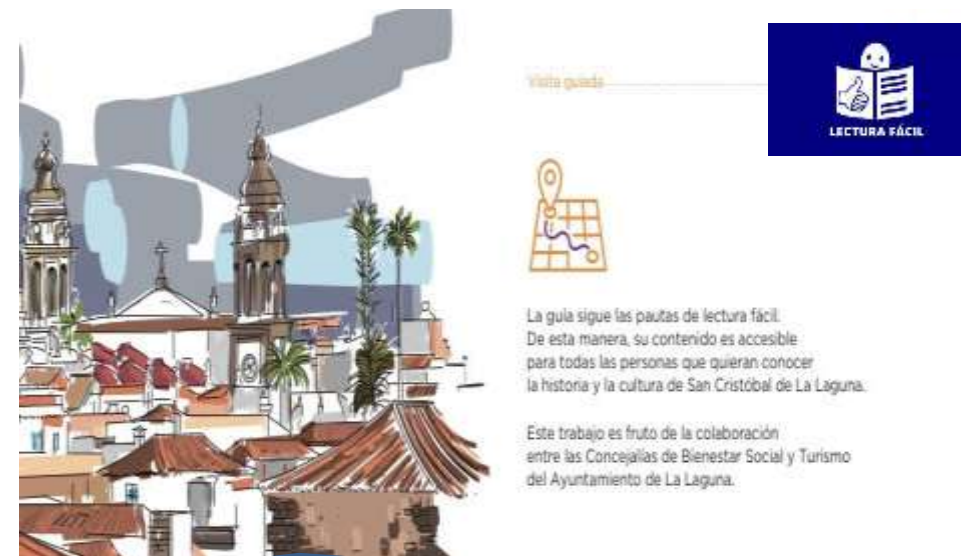 Visita guiada
LECTURA FÁCIL
La guía sigue las pautas de lectura fácil.
De esta manera, su contenido es accesible
para todas las personas que quieran conocer
la historia y la cultura de San Cristóbal de La Laguna.
Este trabajo es fruto de la colaboración
entre las Concejalías de Bienestar Social y Turismo
del Ayuntamiento de La Laguna.